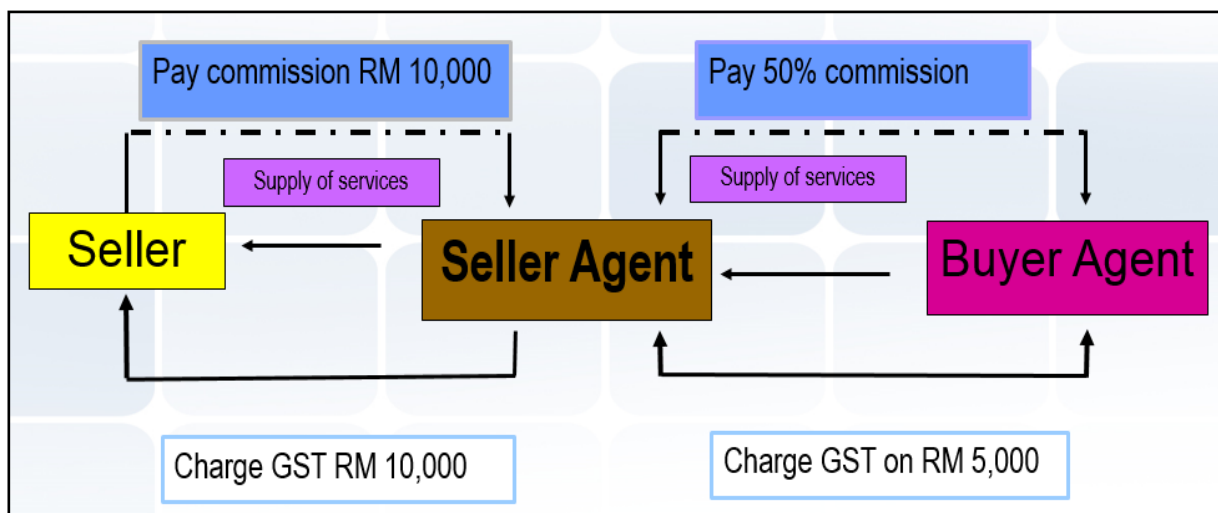 Pay commission RM 10,000
Pay 50% commission
Supply of services
Supply of services
Seller
Seller Agent
Buyer Agent
Charge GST RM 10,000
Charge GST on RM 5,000